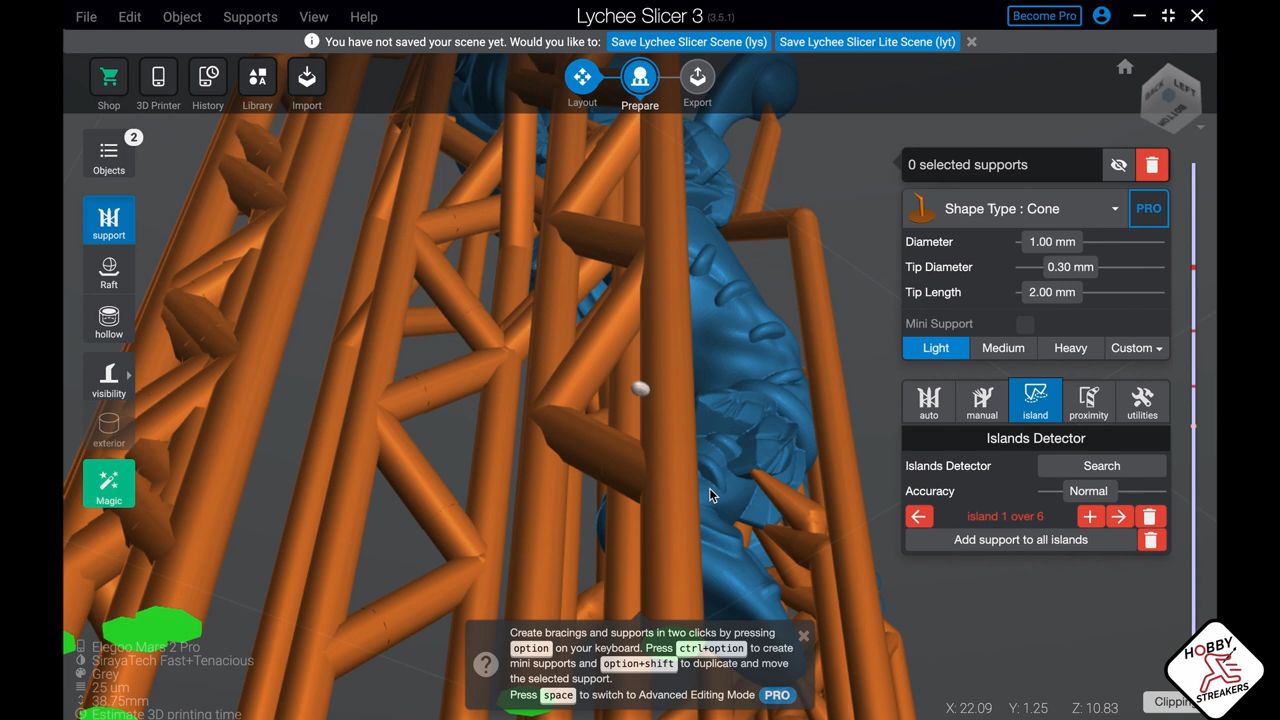 File Edit Object Supports View Help
Lychee Slicer 3 (3.5.1)
Become Pro
You have not saved your scene yet. Would you like to:
Save Lychee Slicer Scene (lys)
Save Lychee Slicer Lite Scene (lyt)
Shop
3D Printer
History
Library
Import
Layout
Prepare
Export
BACK
LEFT
2
Objects
support
Raft
hollow
visibility
exterior
Magic
0 selected supports
Shape Type : Cone
PRO
Diameter
1.00 mm
Tip Diameter
0.30 mm
Tip Length
2.00 mm
Mini Support
Light
Medium
Heavy
Custom
auto
manual
island
proximity
utilities
Islands Detector
Islands Detector
Search
Accuracy
Normal
island 1 over 6
Add support to all islands
Create bracings and supports in two clicks by pressing
option on your keyboard. Press ctrl+option to create
mini supports and option+shift to duplicate and move
the selected support.
Press space to switch to Advanced Editing Mode PRO
Elegoo Mars 2 Pro
SirayaTech Fast+Tenacious
Grey
25 um
38.75mm
Estimate 3D printing time
X: 22.09 Y: 1.25 Z: 10.83
HOBBY
STREAKERS